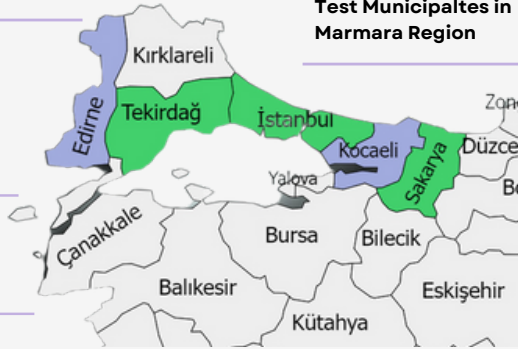 Test Municipaltes in
Marmara Region
Kırklareli
Edirne
Tekirdağ
İstanbul
Kocaeli
Sakarya
Düzce
Yalova
Çanakkale
Bursa
Bilecik
Balıkesir
Eskişehir
Kütahya